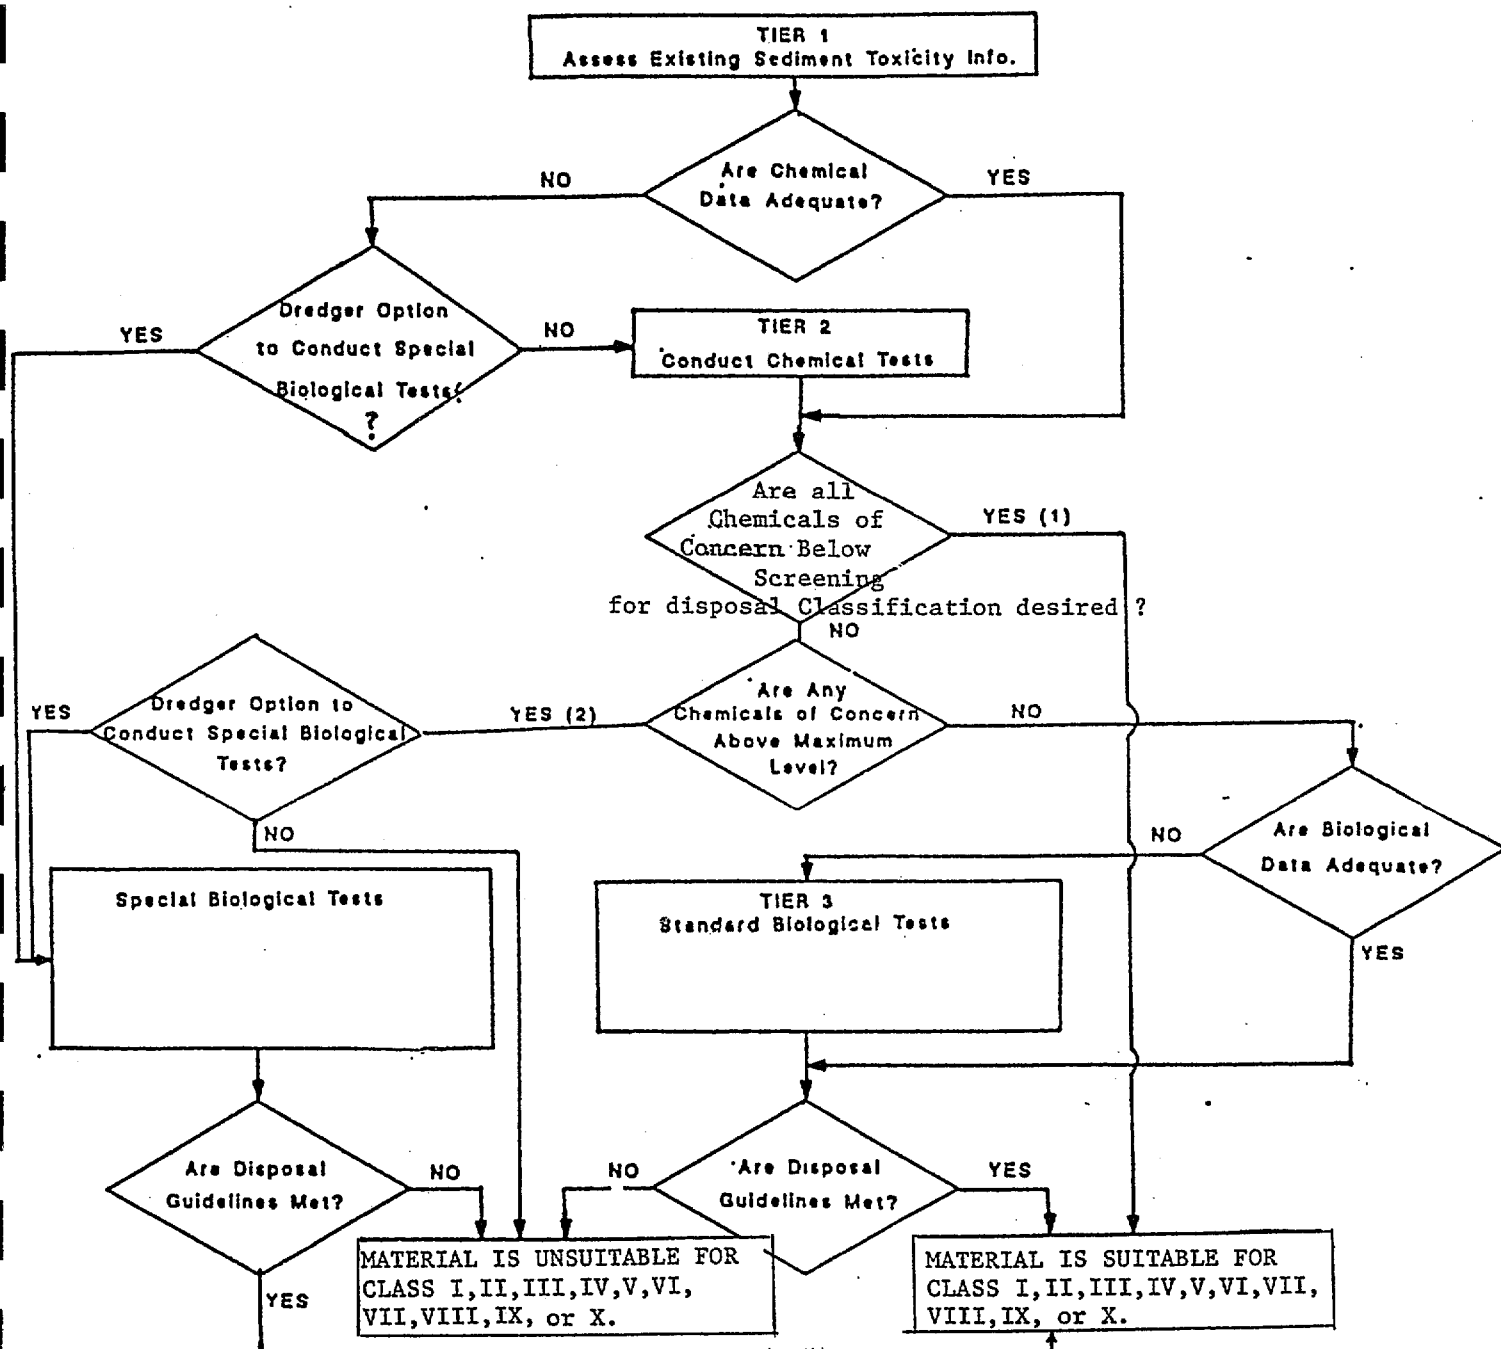 TIER 1
Assess Existing Sediment Toxicity Info.
Are Chemical
Data Adequate?
NO
YES
Dredger Option
to Conduct Special
Biological Tests
?
YES
NO
TIER 2
Conduct Chemical Tests
Are all
Chemicals of
Concern Below
Screening
for disposal Classification desired ?
YES (1)
NO
Are Any
Chemicals of Concern
Above Maximum
Level?
YES (2)
NO
Dredger Option to
Conduct Special Biological
Tests?
YES
NO
Are Biological
Data Adequate?
NO
YES
Special Biological Tests
TIER 3
Standard Biological Tests
Are Disposal
Guidelines Met?
NO
YES
Are Disposal
Guidelines Met?
NO
YES
MATERIAL IS UNSUITABLE FOR
CLASS I,II,III,IV,V,VI,
VII,VIII,IX, or X.
MATERIAL IS SUITABLE FOR
CLASS I,II,III,IV,V,VI,VII,
VIII,IX, or X.